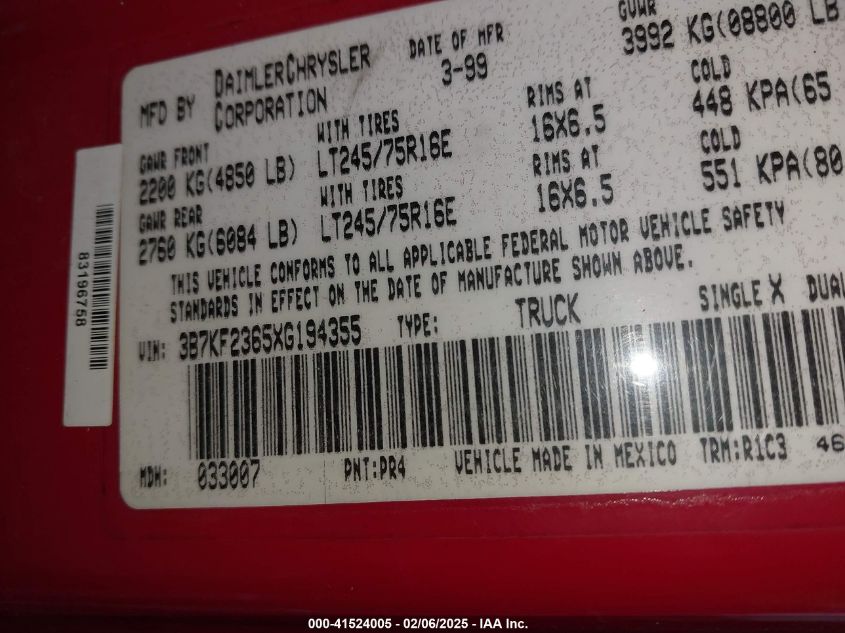 MFD BY DAIMLERCHRYSLER CORPORATION DATE OF MFR 3-99 GVWR 3992 KG(08800 LB
GAWR FRONT WITH TIRES RIMS AT COLD
2200 KG(4850 LB) LT245/75R16E 16X6.5 448 KPA(65
GAWR REAR WITH TIRES RIMS AT COLD
2760 KG(6084 LB) LT245/75R16E 16X6.5 551 KPA(80
THIS VEHICLE CONFORMS TO ALL APPLICABLE FEDERAL MOTOR VEHICLE SAFETY
STANDARDS IN EFFECT ON THE DATE OF MANUFACTURE SHOWN ABOVE.
VIN: 3B7KF2365XG194355 TYPE: TRUCK SINGLE X DUAL
MDH: 033007 PNT:PR4 VEHICLE MADE IN MEXICO TRM:R1C3 46
83196758
000-41524005 - 02/06/2025 - IAA Inc.